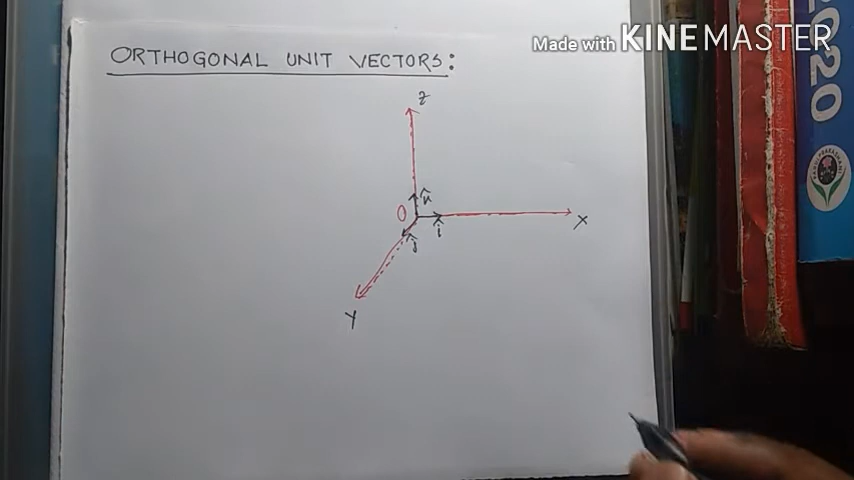 Made with KINEMASTER
ORTHOGONAL UNIT VECTORS:
Z
k̂
O
î
X
ĵ
Y
2020